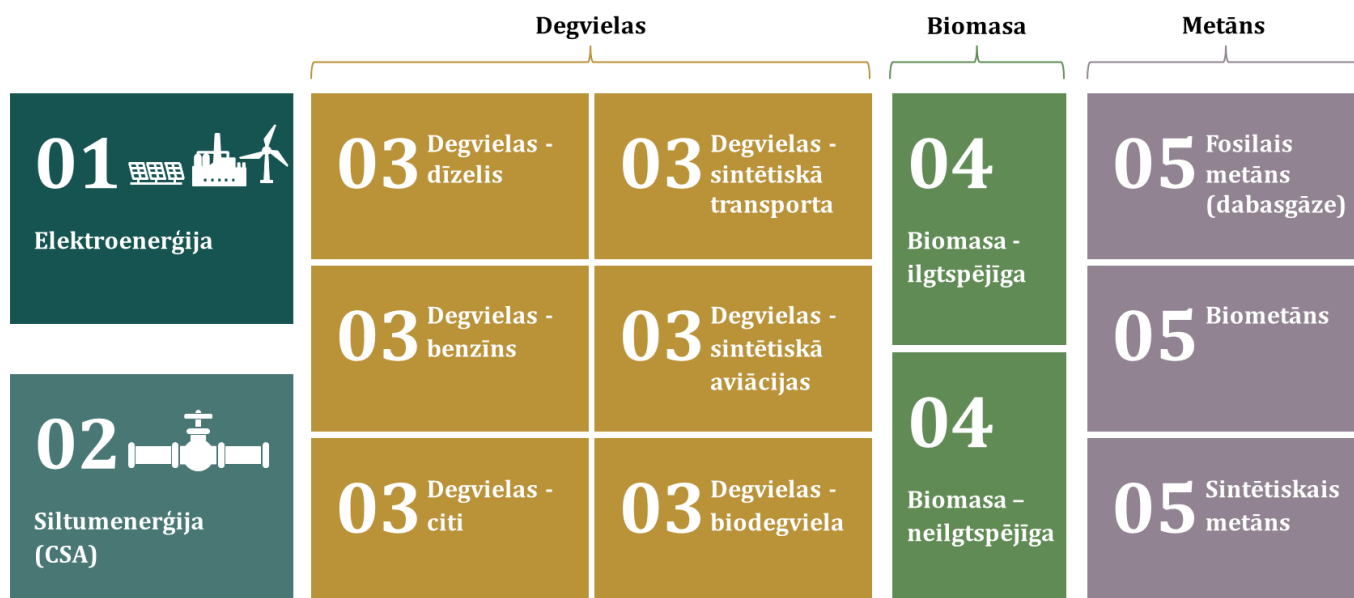 Degvielas
Biomasa
Metāns
01
Elektroenerģija
02
Siltumenerģija
(CSA)
03
Degvielas -
dīzelis
03
Degvielas -
sintētiskā
transporta
03
Degvielas -
benzīns
03
Degvielas -
sintētiskā
aviācijas
03
Degvielas -
citi
03
Degvielas -
biodegviela
04
Biomasa -
ilgtspējīga
04
Biomasa –
neilgtspējīga
05
Fosilais
metāns
(dabasgāze)
05
Biometāns
05
Sintētiskais
metāns